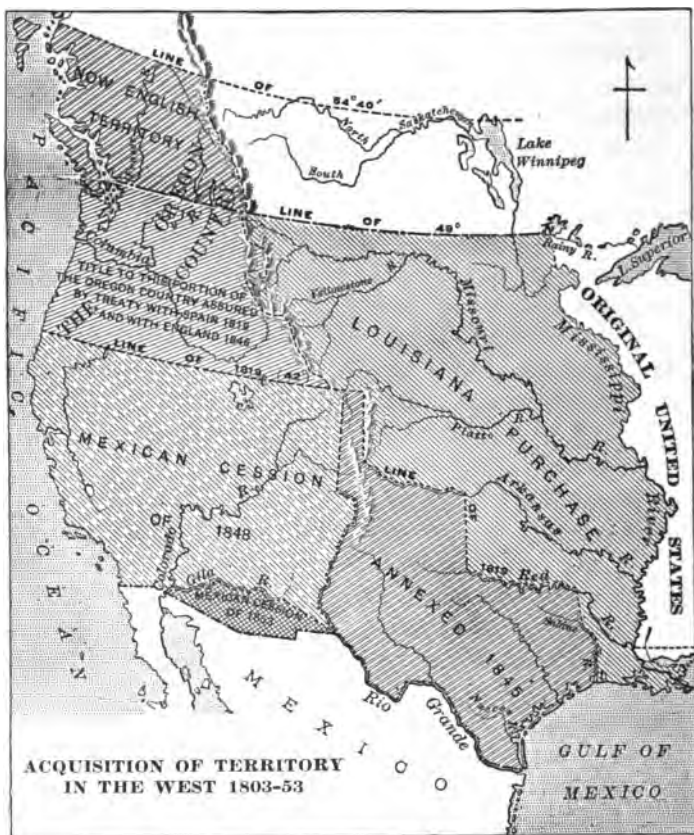 LINE OF 54°40'
NOW ENGLISH
TERRITORY
North
Saskatchewan
South
Lake
Winnipeg
LINE OF 49°
Rainy R.
L. Superior
PACIFIC OCEAN
THE OREGON COUNTRY
Columbia R.
TITLE TO THIS PORTION OF
THE OREGON COUNTRY ASSURED
BY TREATY WITH SPAIN 1819
AND WITH ENGLAND 1846
Yellowstone R.
Missouri R.
LOUISIANA PURCHASE
Mississippi River
ORIGINAL UNITED STATES
LINE OF 1819 42°
Platte R.
MEXICAN CESSION
OF 1848
Colorado R.
LINE OF 1819
Arkansas R.
Gila R.
MEXICAN CESSION
OF 1853
Red R.
ANNEXED 1845
Sabine R.
Nueces R.
Rio Grande
MEXICO
GULF OF
MEXICO
ACQUISITION OF TERRITORY
IN THE WEST 1803-53